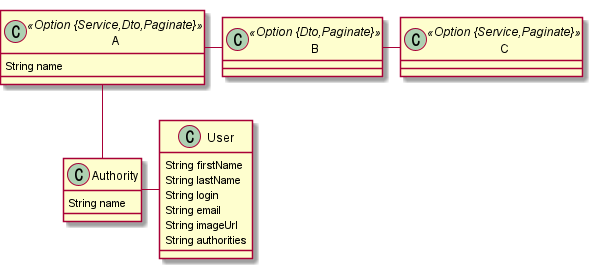 C «Option {Service,Dto,Paginate}»
A
String name
C «Option {Dto,Paginate}»
B
C «Option {Service,Paginate}»
C
C Authority
String name
C User
String firstName
String lastName
String login
String email
String imageUrl
String authorities